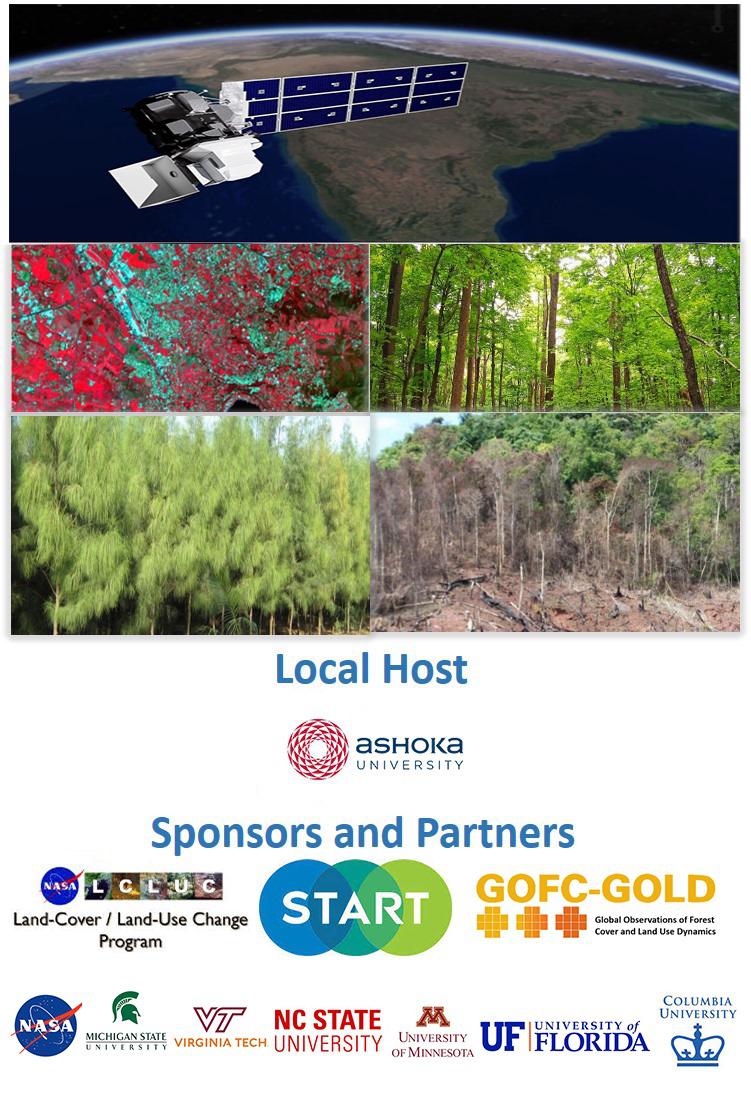 Local Host
ASHOKA
UNIVERSITY
Sponsors and Partners
NASA LCLUC
Land-Cover / Land-Use Change
Program
START
GOFC-GOLD
Global Observations of Forest
Cover and Land Use Dynamics
NASA
MICHIGAN STATE
UNIVERSITY
VT
VIRGINIA TECH
NC STATE
UNIVERSITY
M
UNIVERSITY
OF MINNESOTA
UF UNIVERSITY of
FLORIDA
COLUMBIA
UNIVERSITY